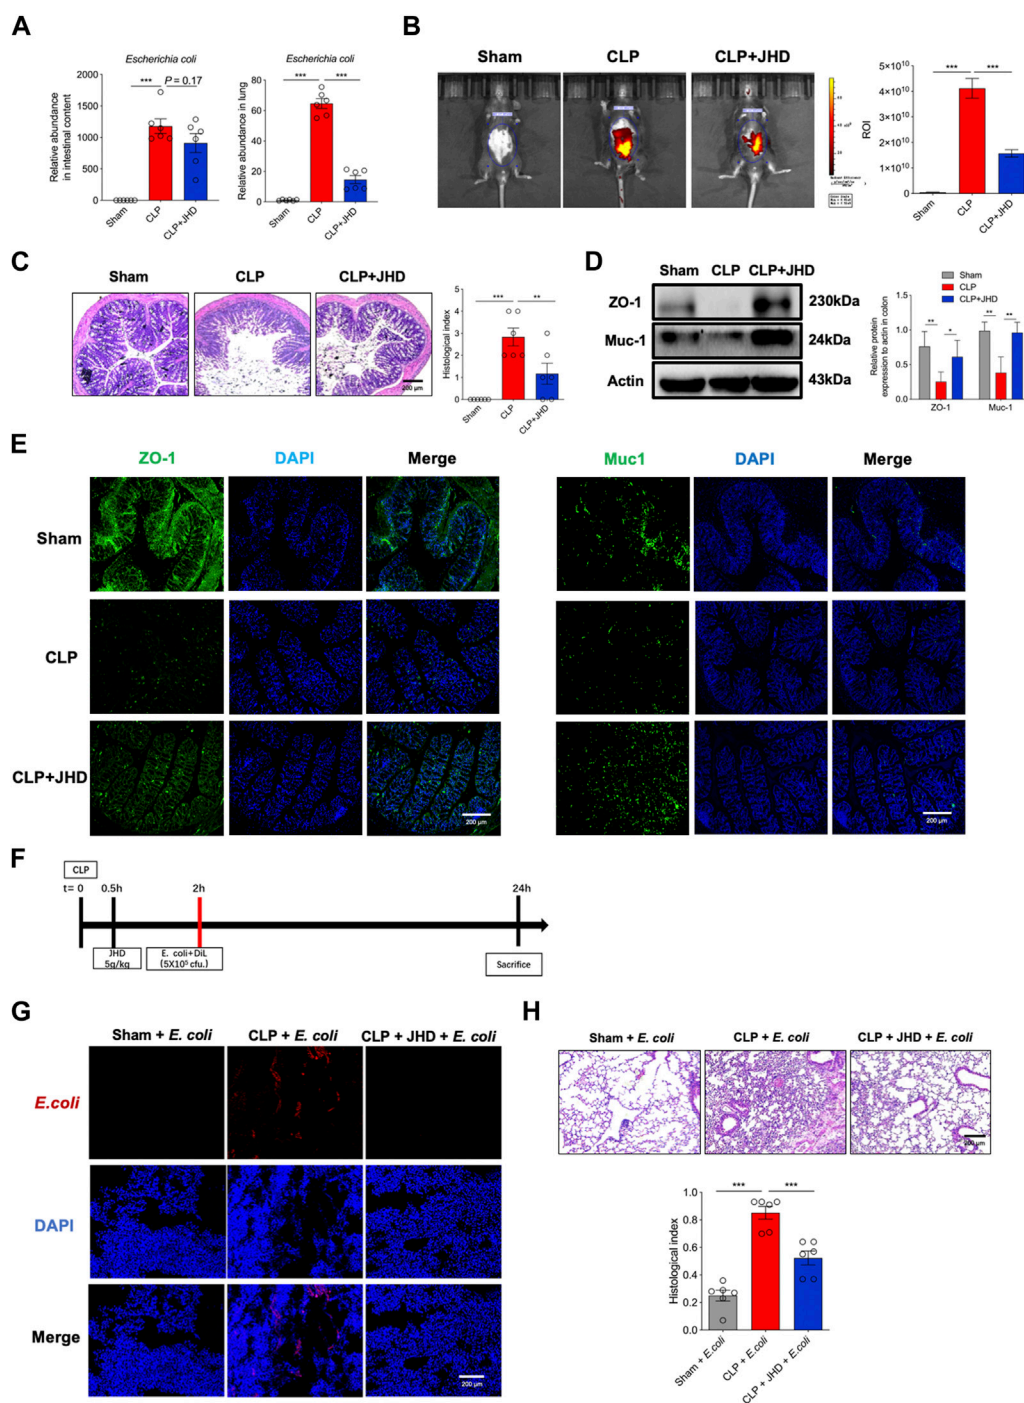 A
Escherichia coli
Relative abundance
in intestinal content
2000
1500
1000
500
0
***
P = 0.17
Sham
CLP
CLP+JHD
Escherichia coli
Relative abundance in lung
80
60
40
20
0
***
***
Sham
CLP
CLP+JHD
B
Sham
CLP
CLP+JHD
ROI
5×10¹⁰
4×10¹⁰
3×10¹⁰
2×10¹⁰
1×10¹⁰
0
***
***
Sham
CLP
CLP+JHD
C
Sham
CLP
CLP+JHD
200 μm
Histological index
5
4
3
2
1
0
***
**
Sham
CLP
CLP+JHD
D
Sham
CLP
CLP+JHD
ZO-1
230kDa
Muc-1
24kDa
Actin
43kDa
Sham
CLP
CLP+JHD
Relative protein
expression to actin in colon
1.5
1.0
0.5
0.0
**
*
**
**
ZO-1
Muc-1
E
ZO-1
DAPI
Merge
Muc1
DAPI
Merge
Sham
CLP
CLP+JHD
200 μm
200 μm
F
CLP
t= 0
0.5h
2h
24h
JHD
5g/kg
E. coli+DiL
(5X10⁵ cfu.)
Sacrifice
G
Sham + E. coli
CLP + E. coli
CLP + JHD + E. coli
E.coli
DAPI
Merge
200 μm
H
Sham + E. coli
CLP + E. coli
CLP + JHD + E. coli
200 μm
Histological index
1.0
0.8
0.6
0.4
0.2
0.0
***
***
Sham + E.coli
CLP + E.coli
CLP + JHD + E.coli